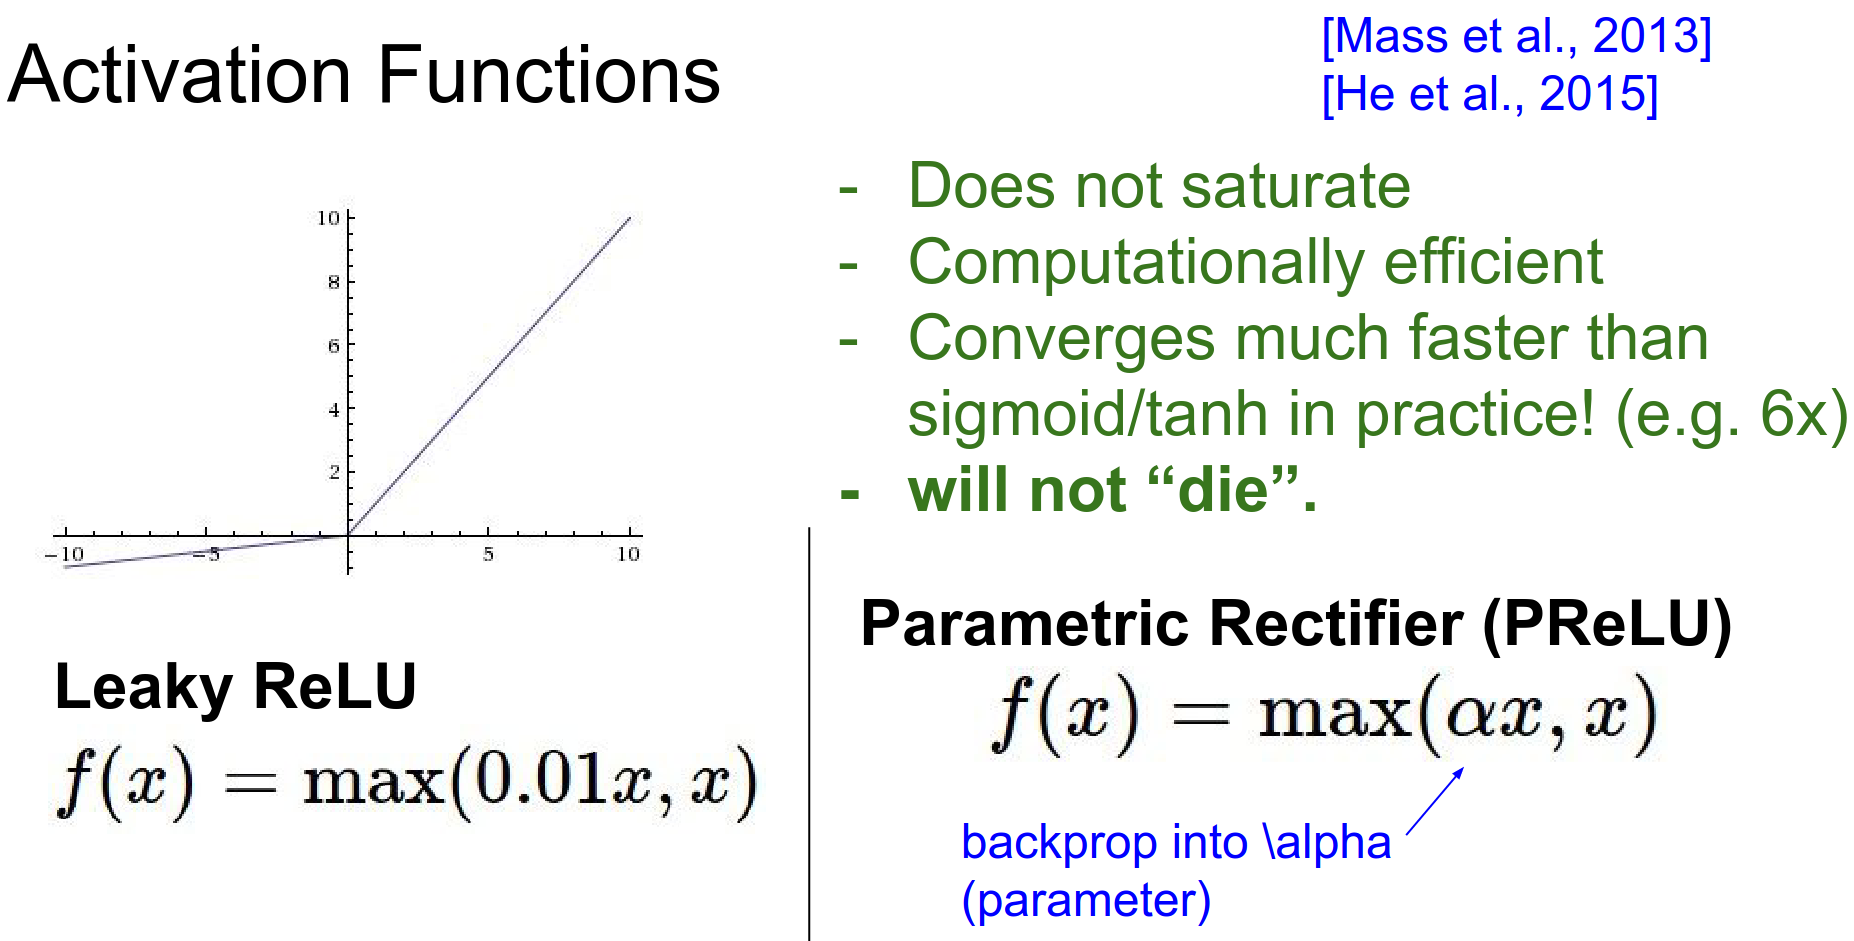 Activation Functions
[Mass et al., 2013]
[He et al., 2015]
10
8
6
4
2
−10
−5
5
10
- Does not saturate
- Computationally efficient
- Converges much faster than
sigmoid/tanh in practice! (e.g. 6x)
- will not “die”.
Leaky ReLU
f(x) = max(0.01x, x)
Parametric Rectifier (PReLU)
f(x) = max(αx, x)
backprop into \alpha
(parameter)